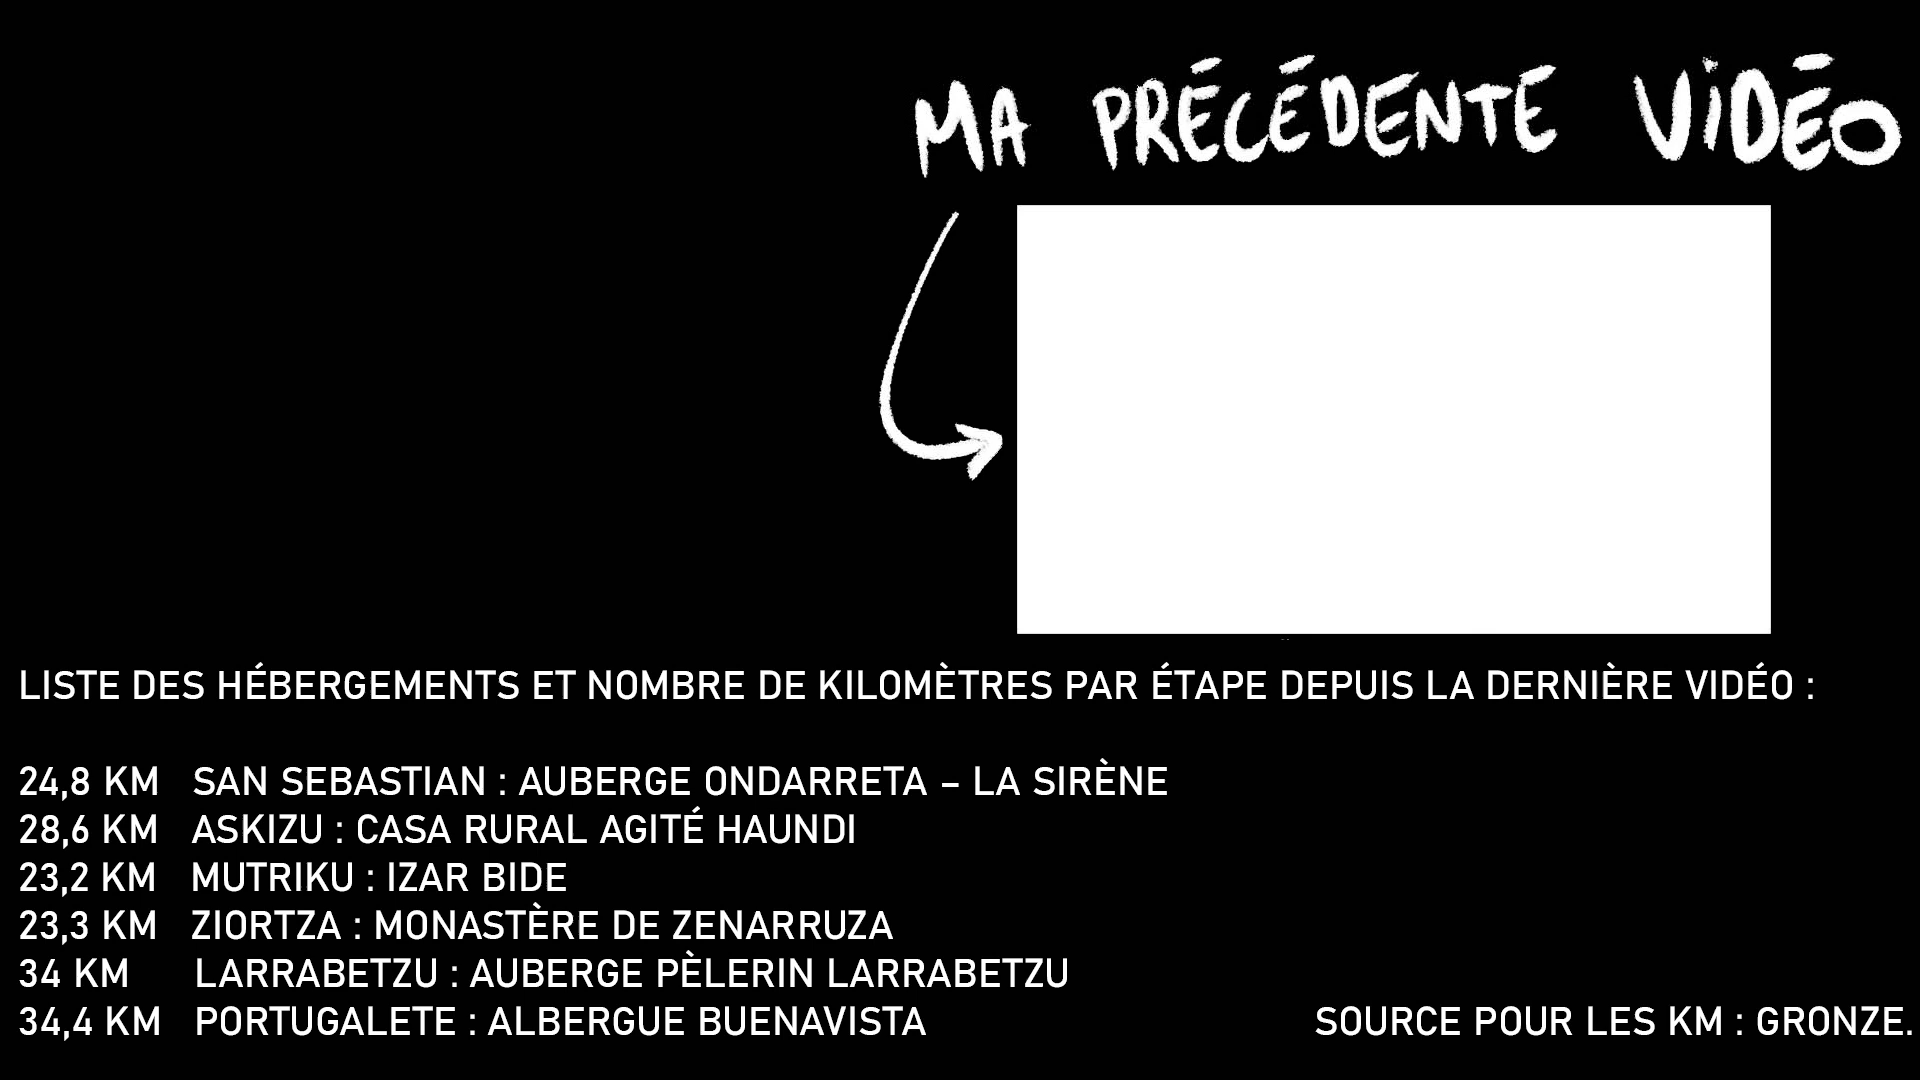 MA PRÉCÉDENTE VIDÉO
LISTE DES HÉBERGEMENTS ET NOMBRE DE KILOMÈTRES PAR ÉTAPE DEPUIS LA DERNIÈRE VIDÉO :
24,8 KM SAN SEBASTIAN : AUBERGE ONDARRETA – LA SIRÈNE
28,6 KM ASKIZU : CASA RURAL AGITÉ HAUNDI
23,2 KM MUTRIKU : IZAR BIDE
23,3 KM ZIORTZA : MONASTÈRE DE ZENARRUZA
34 KM LARRABETZU : AUBERGE PÈLERIN LARRABETZU
34,4 KM PORTUGALETE : ALBERGUE BUENAVISTA
SOURCE POUR LES KM : GRONZE.